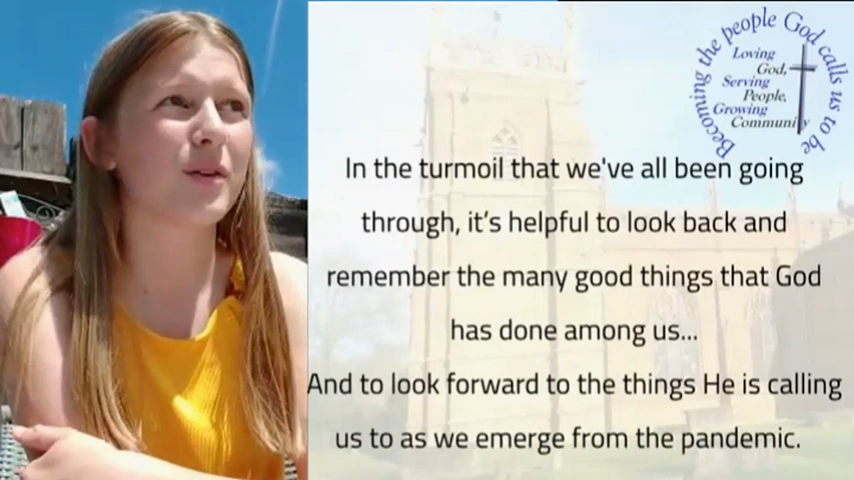 Becoming the people God calls us to be
Loving
God,
Serving
People,
Growing
Community
In the turmoil that we've all been going
through, it's helpful to look back and
remember the many good things that God
has done among us...
And to look forward to the things He is calling
us to as we emerge from the pandemic.